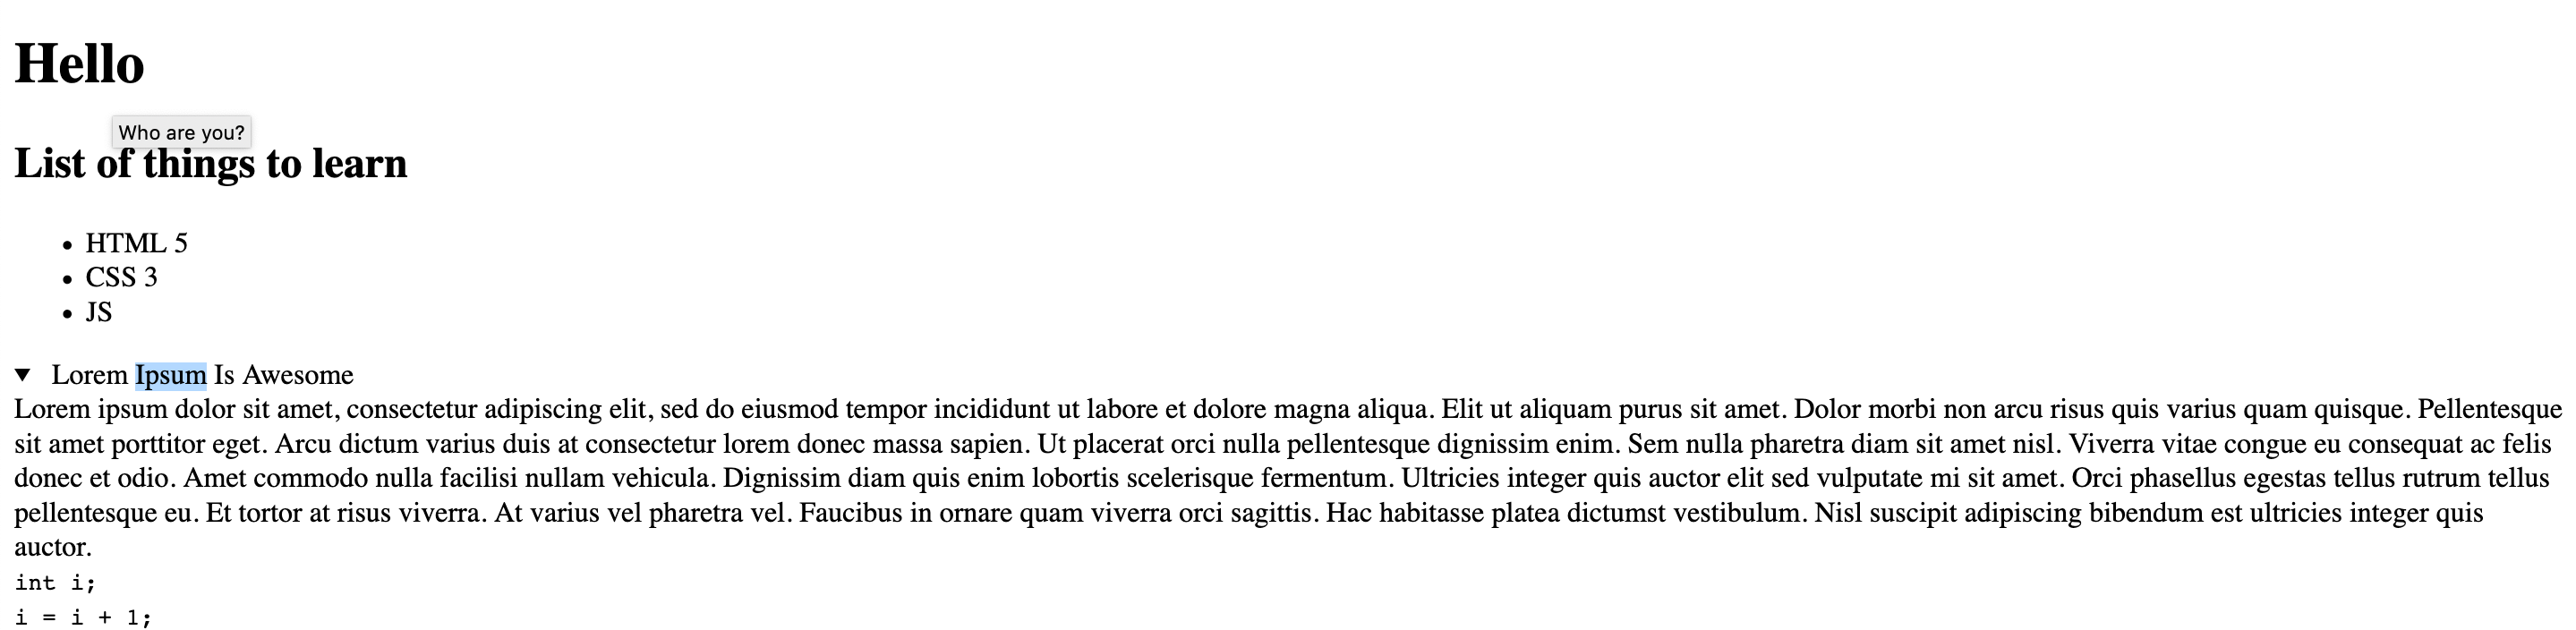 Hello
Who are you?
List of things to learn
• HTML 5
• CSS 3
• JS
▼ Lorem Ipsum Is Awesome
Lorem ipsum dolor sit amet, consectetur adipiscing elit, sed do eiusmod tempor incididunt ut labore et dolore magna aliqua. Elit ut aliquam purus sit amet. Dolor morbi non arcu risus quis varius quam quisque. Pellentesque
sit amet porttitor eget. Arcu dictum varius duis at consectetur lorem donec massa sapien. Ut placerat orci nulla pellentesque dignissim enim. Sem nulla pharetra diam sit amet nisl. Viverra vitae congue eu consequat ac felis
donec et odio. Amet commodo nulla facilisi nullam vehicula. Dignissim diam quis enim lobortis scelerisque fermentum. Ultricies integer quis auctor elit sed vulputate mi sit amet. Orci phasellus egestas tellus rutrum tellus
pellentesque eu. Et tortor at risus viverra. At varius vel pharetra vel. Faucibus in ornare quam viverra orci sagittis. Hac habitasse platea dictumst vestibulum. Nisl suscipit adipiscing bibendum est ultricies integer quis
auctor.
int i;
i = i + 1;